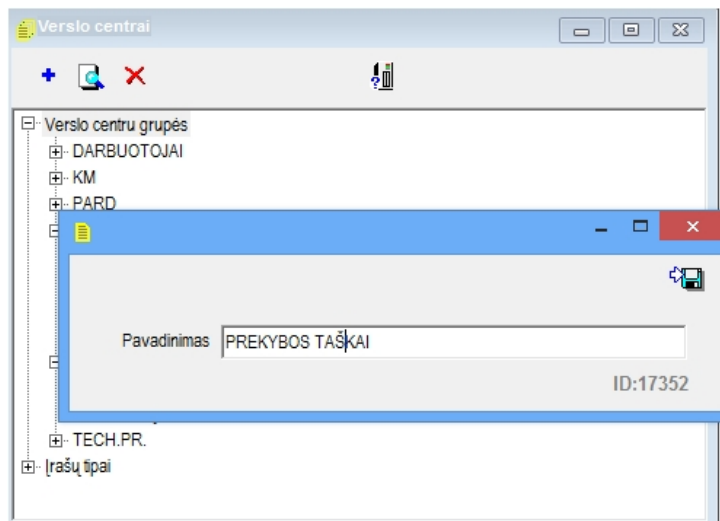 Verslo centrai
Verslo centru grupės
DARBUOTOJAI
KM
PARD
Pavadinimas PREKYBOS TAŠKAI
ID:17352
TECH.PR.
Įrašų tipai